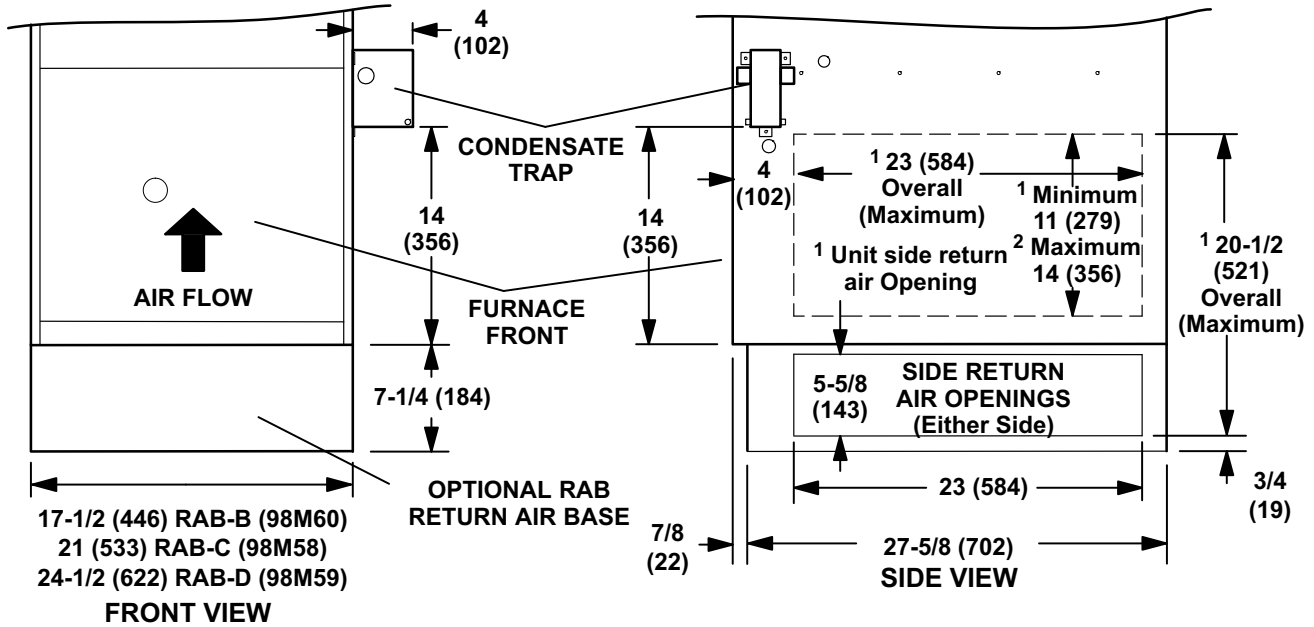 4
(102)
CONDENSATE
TRAP
14
(356)
AIR FLOW
FURNACE
FRONT
7-1/4 (184)
OPTIONAL RAB
RETURN AIR BASE
17-1/2 (446) RAB-B (98M60)
21 (533) RAB-C (98M58)
24-1/2 (622) RAB-D (98M59)
FRONT VIEW
4
(102)
14
(356)
1 23 (584)
Overall
(Maximum)
1 Minimum
11 (279)
2 Maximum
14 (356)
1 Unit side return
air Opening
1 20-1/2
(521)
Overall
(Maximum)
5-5/8
(143)
SIDE RETURN
AIR OPENINGS
(Either Side)
23 (584)
3/4
(19)
7/8
(22)
27-5/8 (702)
SIDE VIEW